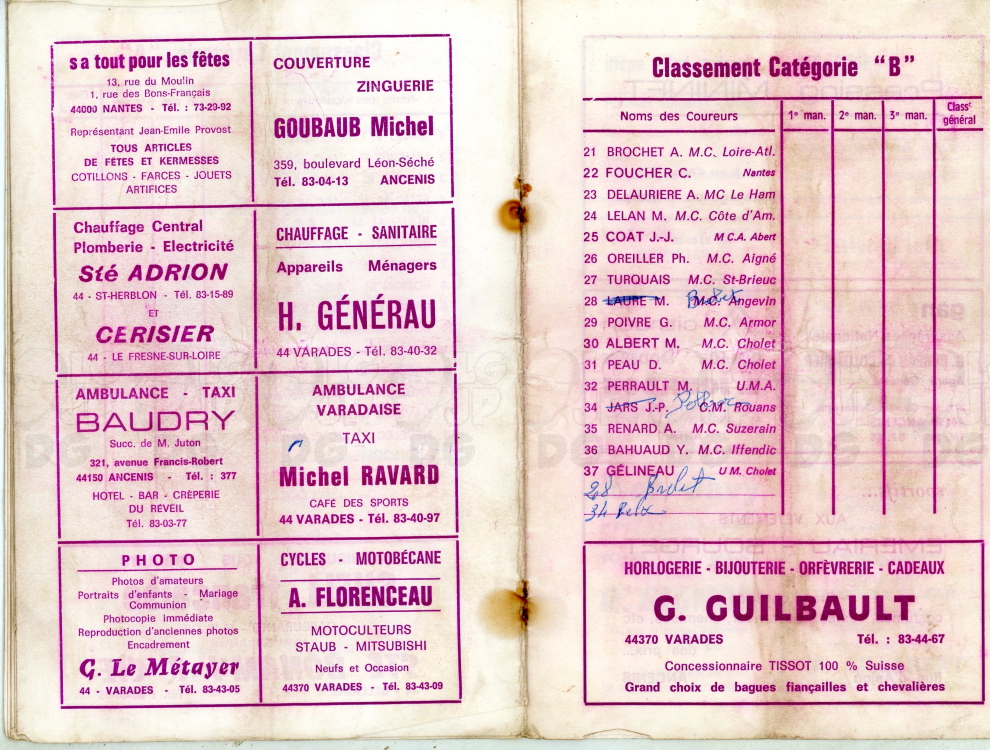 s a tout pour les fêtes
13, rue du Moulin
1, rue des Bons-Français
44000 NANTES - Tél. : 73-29-92
Représentant Jean-Emile Provost
TOUS ARTICLES
DE FÊTES ET KERMESSES
COTILLONS - FARCES - JOUETS
ARTIFICES
COUVERTURE
ZINGUERIE
GOUBAUB Michel
359, boulevard Léon-Séché
Tél. 83-04-13 ANCENIS
Chauffage Central
Plomberie - Electricité
Sté ADRION
44 - ST-HERBLON - Tél. 83-15-89
ET
CERISIER
44 - LE FRESNE-SUR-LOIRE
CHAUFFAGE - SANITAIRE
Appareils Ménagers
H. GÉNÉRAU
44 VARADES - Tél. 83-40-32
AMBULANCE - TAXI
BAUDRY
Succ. de M. Juton
321, avenue Francis-Robert
44150 ANCENIS - Tél. : 377
HOTEL - BAR - CRÊPERIE
DU RÉVEIL
Tél. 83-03-77
AMBULANCE
VARADAISE
TAXI
Michel RAVARD
CAFÉ DES SPORTS
44 VARADES - Tél. 83-40-97
PHOTO
Photos d'amateurs
Portraits d'enfants - Mariage
Communion
Photocopie immédiate
Reproduction d'anciennes photos
Encadrement
G. Le Métayer
44 - VARADES - Tél. 83-43-05
CYCLES - MOTOBÉCANE
A. FLORENCEAU
MOTOCULTEURS
STAUB - MITSUBISHI
Neufs et Occasion
44370 VARADES - Tél. 83-43-09
Classement Catégorie "B"
Noms des Coureurs 1e man. 2e man. 3e man. Classt général
21 BROCHET A. M.C. Loire-Atl.
22 FOUCHER C. Nantes
23 DELAURIERE A. MC Le Ham
24 LELAN M. M.C. Côte d'Am.
25 COAT J.-J. M C.A. Abert
26 OREILLER Ph. M.C. Aigné
27 TURQUAIS M.C. St-Brieuc
28 LAURE M. M.C. Angevin
29 POIVRE G. M.C. Armor
30 ALBERT M. M.C. Cholet
31 PEAU D. M.C. Cholet
32 PERRAULT M. U.M.A.
34 JARS J.-P. C.M. Rouans
35 RENARD A. M.C. Suzerain
36 BAHUAUD Y. M.C. Iffendic
37 GÉLINEAU U M. Cholet
28
34
HORLOGERIE - BIJOUTERIE - ORFÈVRERIE - CADEAUX
G. GUILBAULT
44370 VARADES Tél. : 83-44-67
Concessionnaire TISSOT 100 % Suisse
Grand choix de bagues fiançailles et chevalières